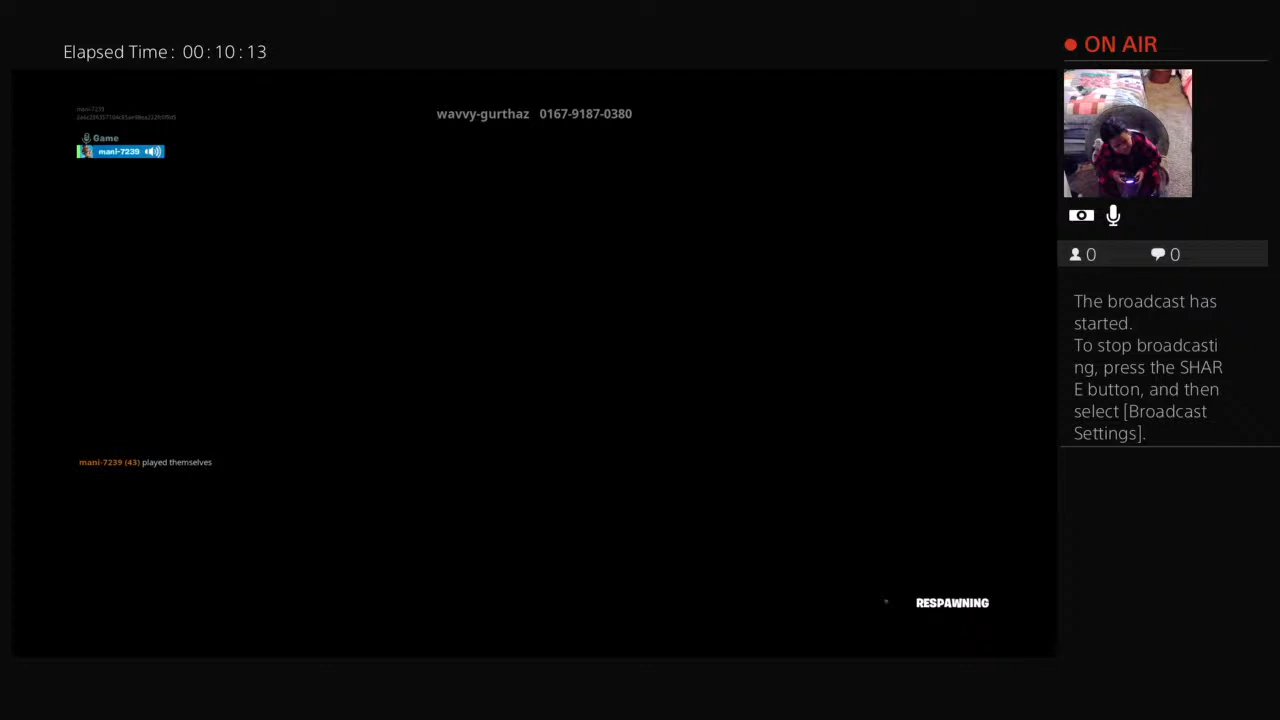 Elapsed Time: 00:10:13
ON AIR
mani-7239
wavvy-gurthaz 0167-9187-0380
Game
mani-7239
0 0
The broadcast has
started.
To stop broadcasti
ng, press the SHAR
E button, and then
select [Broadcast
Settings].
mani-7239 (43) played themselves
RESPAWNING